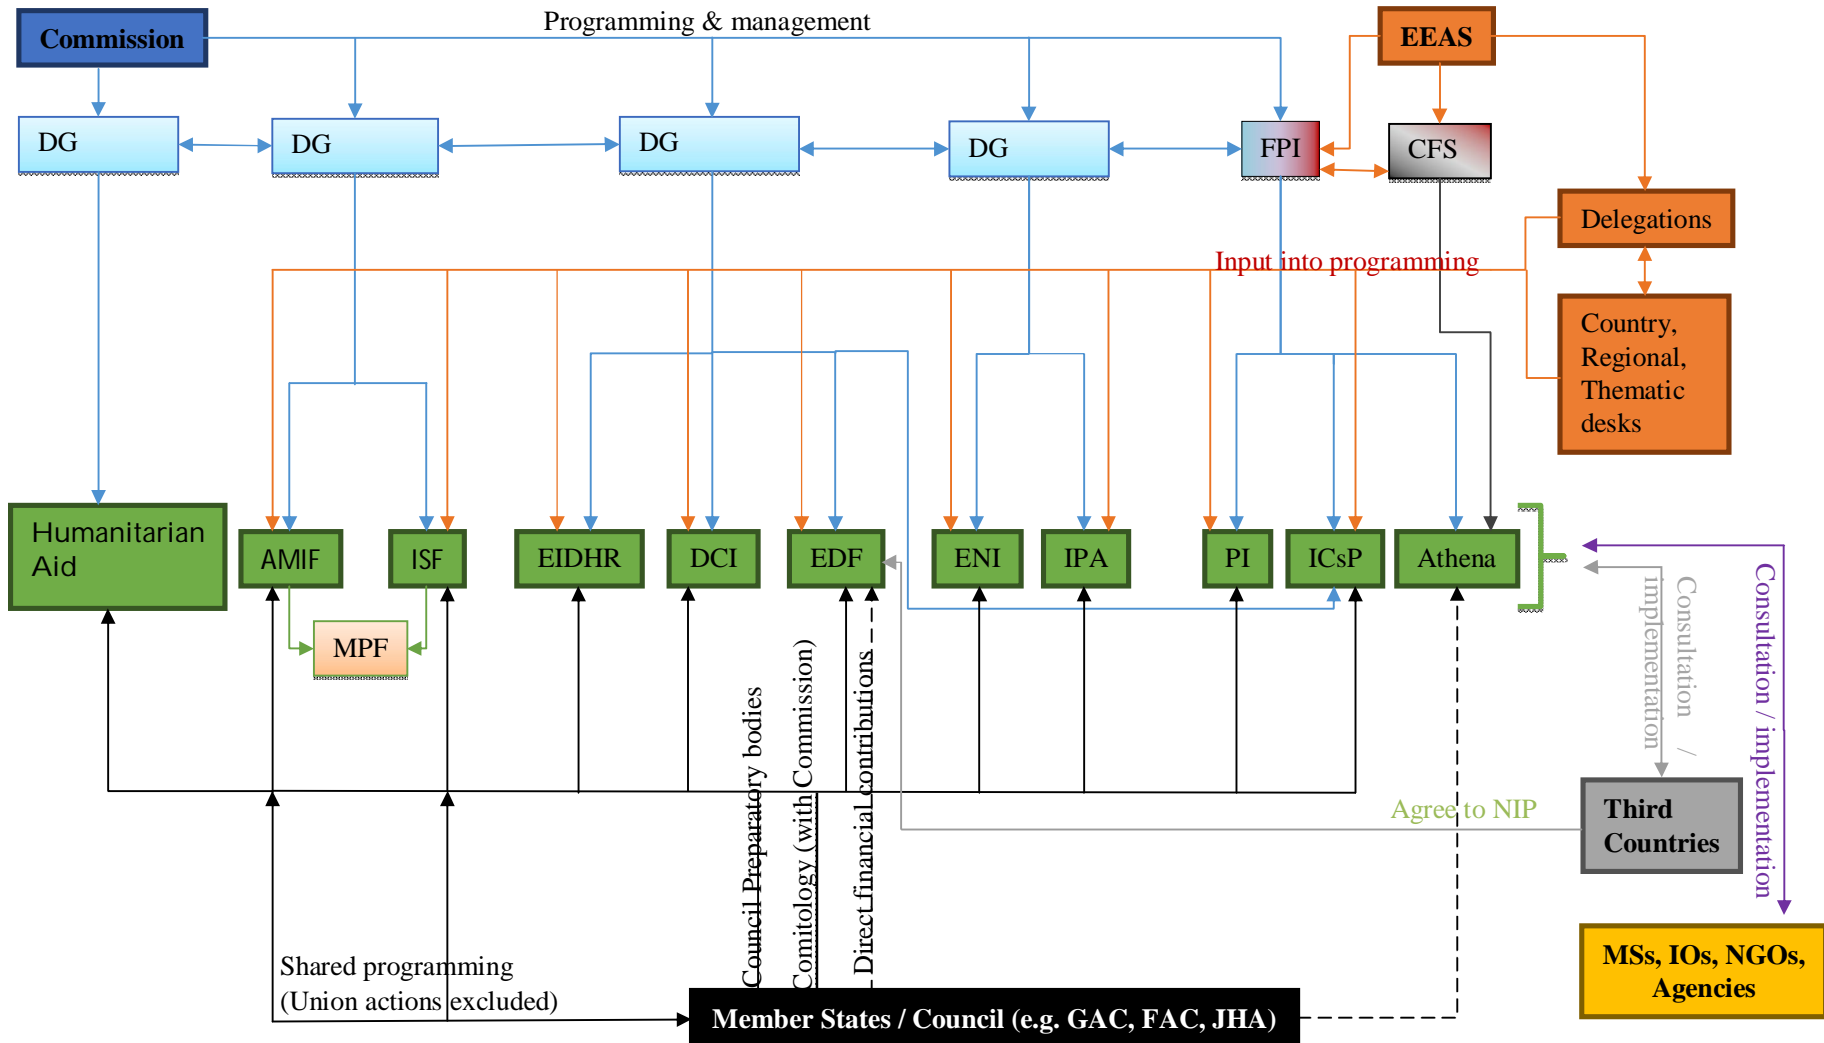 Programming & management
Commission
EEAS
DG
DG
DG
DG
FPI
CFS
Delegations
Input into programming
Country,
Regional,
Thematic
desks
Humanitarian
Aid
AMIF
ISF
EIDHR
DCI
EDF
ENI
IPA
PI
ICsP
Athena
MPF
Consultation /
implementation
Consultation / implementation
Council Preparatory bodies
Comitology (with Commission)
Direct financial contributions
Agree to NIP
Third
Countries
Shared programming
(Union actions excluded)
MSs, IOs, NGOs,
Agencies
Member States / Council (e.g. GAC, FAC, JHA)